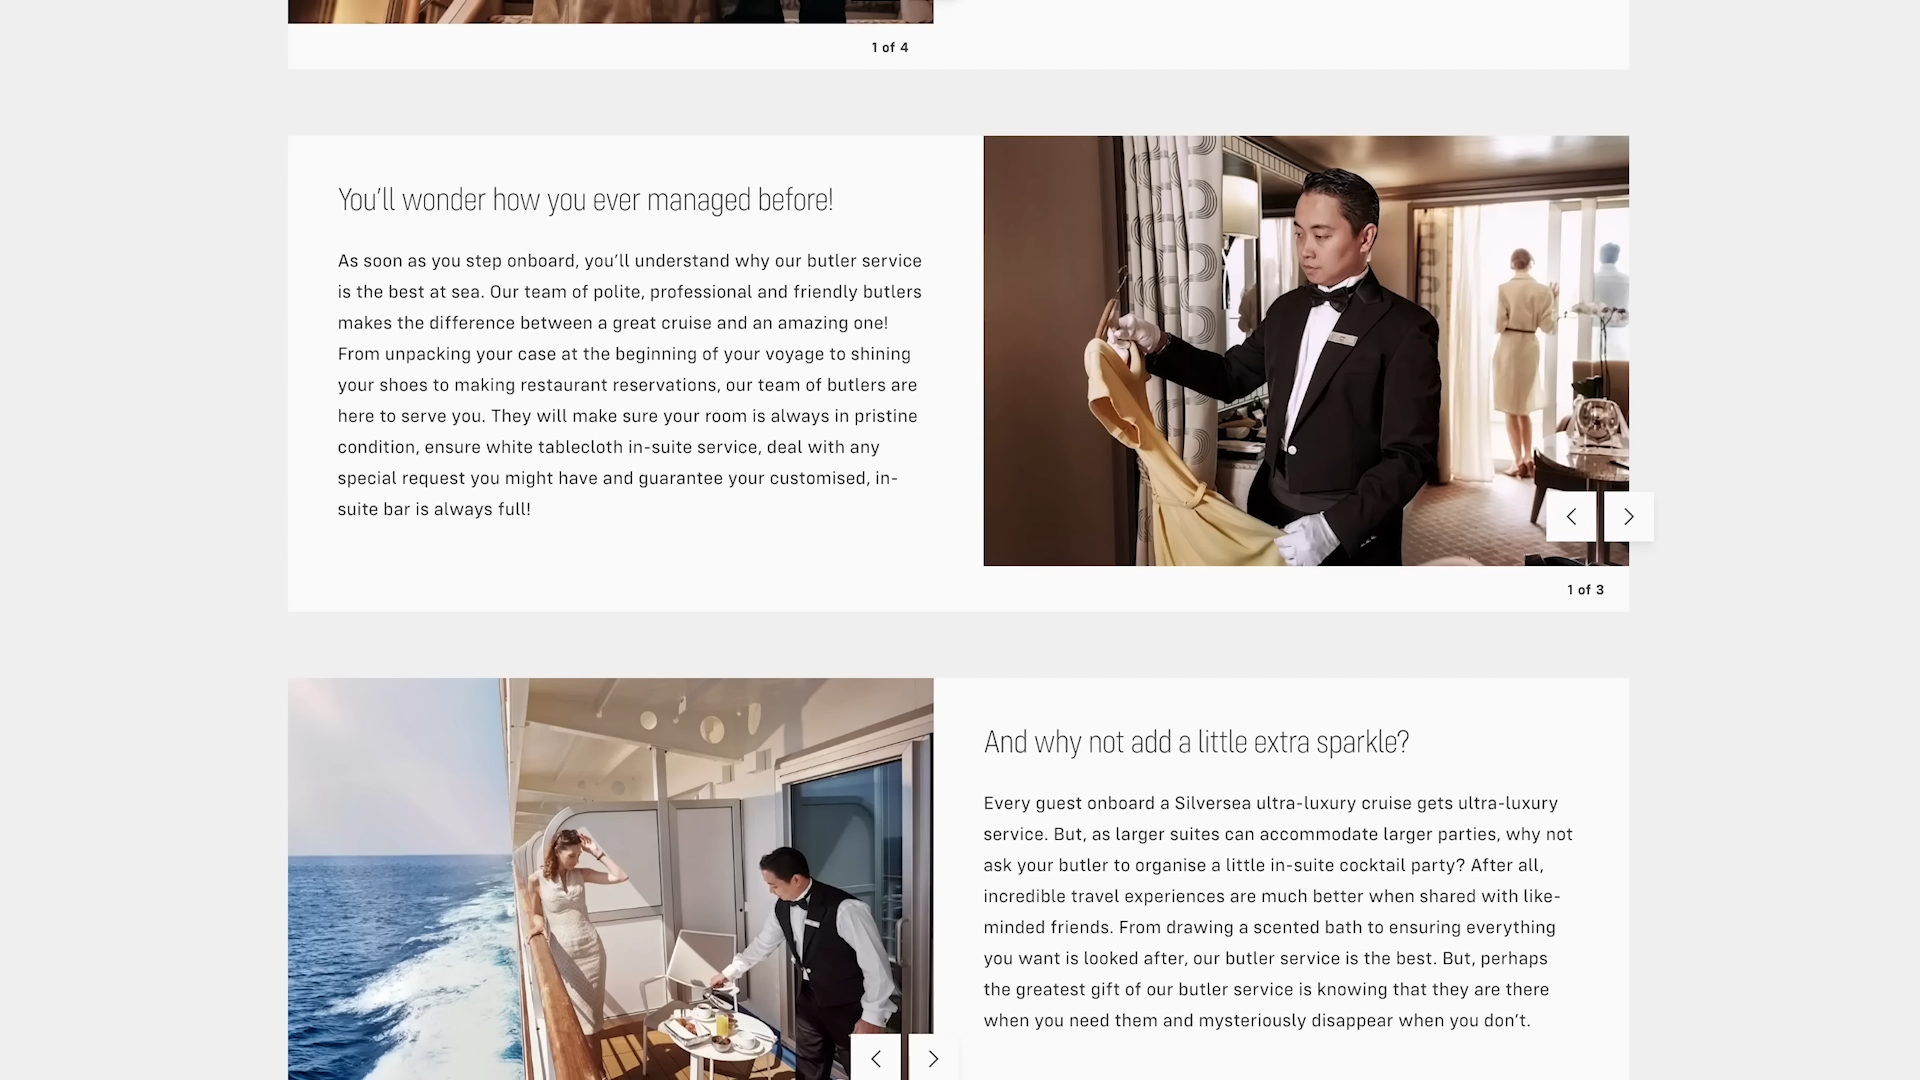 1 of 4
You'll wonder how you ever managed before!
As soon as you step onboard, you'll understand why our butler service
is the best at sea. Our team of polite, professional and friendly butlers
makes the difference between a great cruise and an amazing one!
From unpacking your case at the beginning of your voyage to shining
your shoes to making restaurant reservations, our team of butlers are
here to serve you. They will make sure your room is always in pristine
condition, ensure white tablecloth in-suite service, deal with any
special request you might have and guarantee your customised, in-
suite bar is always full!
1 of 3
And why not add a little extra sparkle?
Every guest onboard a Silversea ultra-luxury cruise gets ultra-luxury
service. But, as larger suites can accommodate larger parties, why not
ask your butler to organise a little in-suite cocktail party? After all,
incredible travel experiences are much better when shared with like-
minded friends. From drawing a scented bath to ensuring everything
you want is looked after, our butler service is the best. But, perhaps
the greatest gift of our butler service is knowing that they are there
when you need them and mysteriously disappear when you don't.